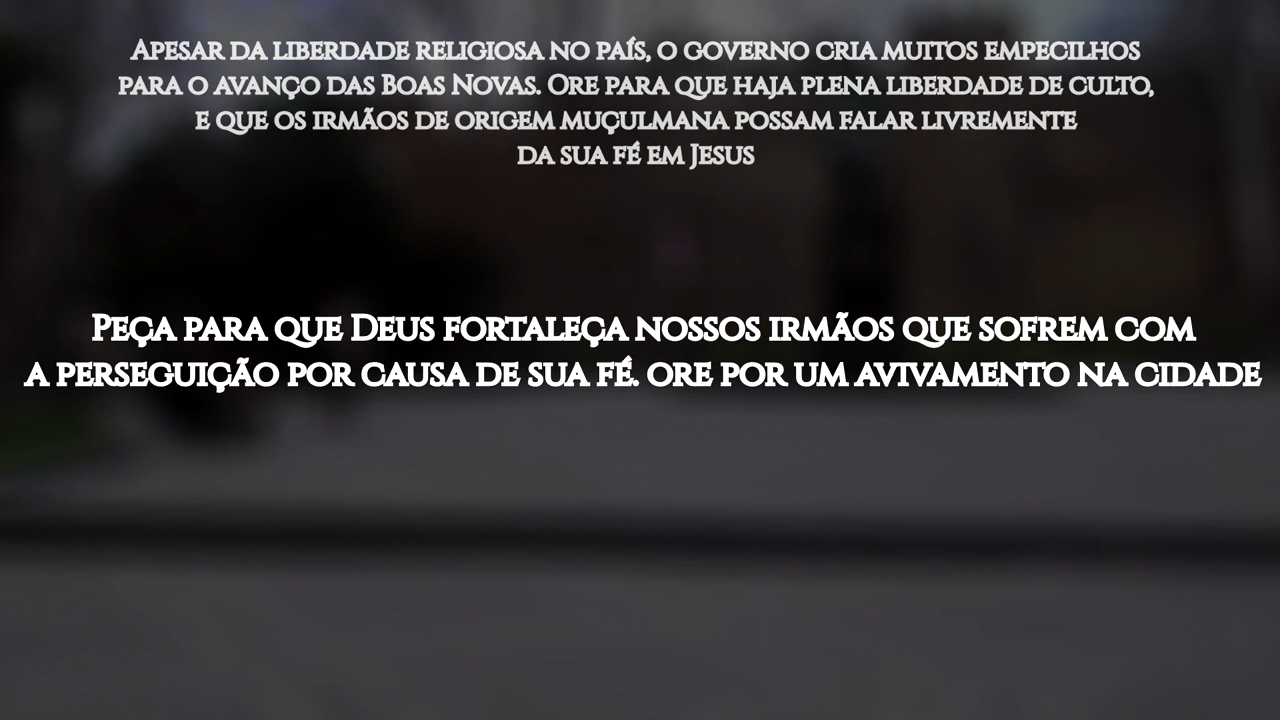 Apesar da liberdade religiosa no país, o governo cria muitos empecilhos
para o avanço das Boas Novas. Ore para que haja plena liberdade de culto,
e que os irmãos de origem muçulmana possam falar livremente
da sua fé em Jesus
Peça para que Deus fortaleça nossos irmãos que sofrem com
a perseguição por causa de sua fé. ore por um avivamento na cidade